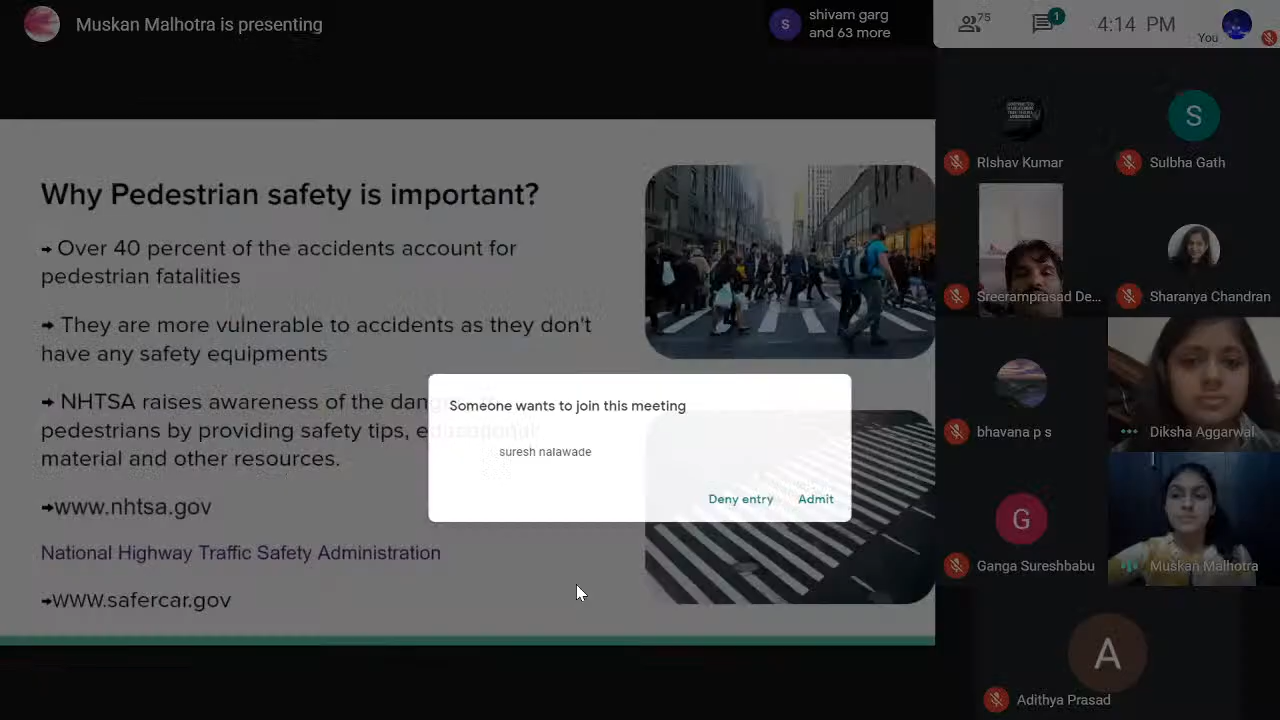 Muskan Malhotra is presenting
S
shivam garg
and 63 more
75
1
4:14 PM
You
Why Pedestrian safety is important?
➞ Over 40 percent of the accidents account for
pedestrian fatalities
➞ They are more vulnerable to accidents as they don't
have any safety equipments
➞ NHTSA raises awareness of the
pedestrians by providing safety tips,
material and other resources.
➞www.nhtsa.gov
National Highway Traffic Safety Administration
➞www.safercar.gov
Someone wants to join this meeting
suresh nalawade
Deny entry
Admit
RIshav Kumar
S
Sulbha Gath
Sreeramprasad De...
Sharanya Chandran
bhavana p s
Diksha Aggarwal
G
Ganga Sureshbabu
Muskan Malhotra
A
Adithya Prasad